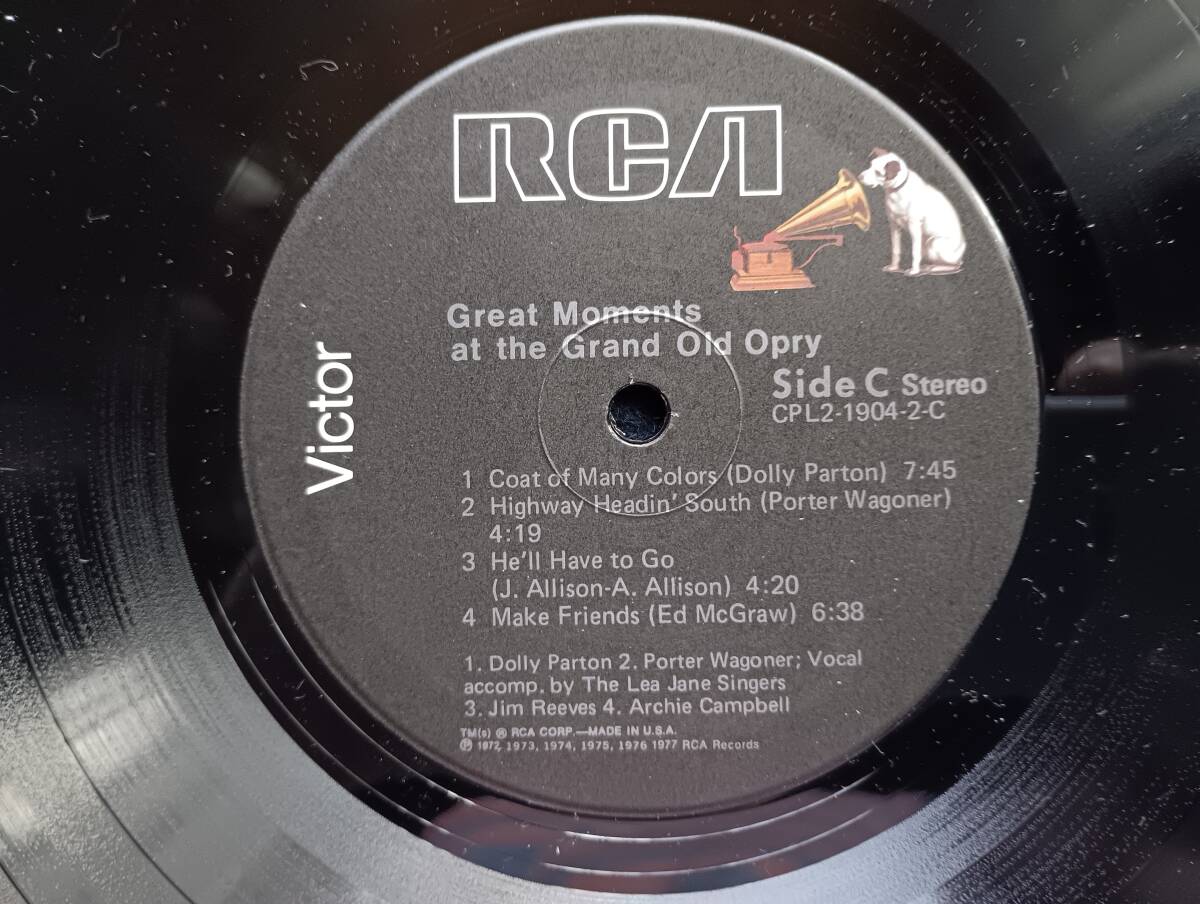 RCA
Victor
Great Moments
at the Grand Old Opry
Side C Stereo
CPL2-1904-2-C
1 Coat of Many Colors (Dolly Parton) 7:45
2 Highway Headin' South (Porter Wagoner)
4:19
3 He'll Have to Go
(J. Allison-A. Allison) 4:20
4 Make Friends (Ed McGraw) 6:38
1. Dolly Parton 2. Porter Wagoner; Vocal
accomp. by The Lea Jane Singers
3. Jim Reeves 4. Archie Campbell
TM(s) ® RCA CORP.—MADE IN U.S.A.
℗ 1972, 1973, 1974, 1975, 1976 1977 RCA Records